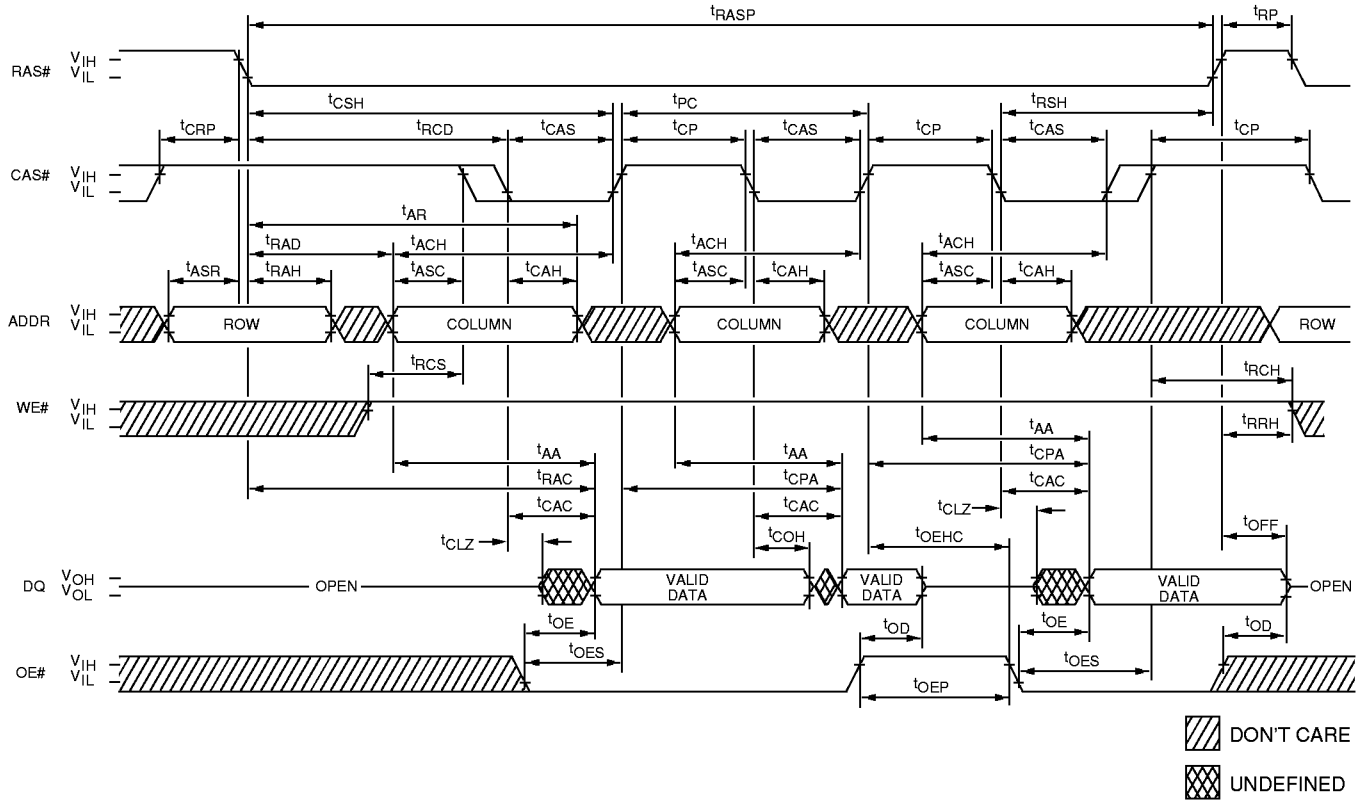 tRASP tRP
RAS# VIH
VIL
tCSH tPC tRSH
tCRP tRCD tCAS tCP tCAS tCP tCAS tCP
CAS# VIH
VIL
tAR
tRAD tACH tACH tACH
tASR tRAH tASC tCAH tASC tCAH tASC tCAH
ADDR VIH
VIL
ROW COLUMN COLUMN COLUMN ROW
tRCS tRCH
WE# VIH
VIL
tRRH
tAA tAA tAA
tRAC tCPA tCPA
tCAC tCAC tCAC
tCLZ tCOH tOEHC tCLZ tOFF
DQ VOH
VOL
OPEN VALID DATA VALID DATA VALID DATA OPEN
tOE tOD tOE tOD
tOES tOES
OE# VIH
VIL
tOEP
DON'T CARE
UNDEFINED